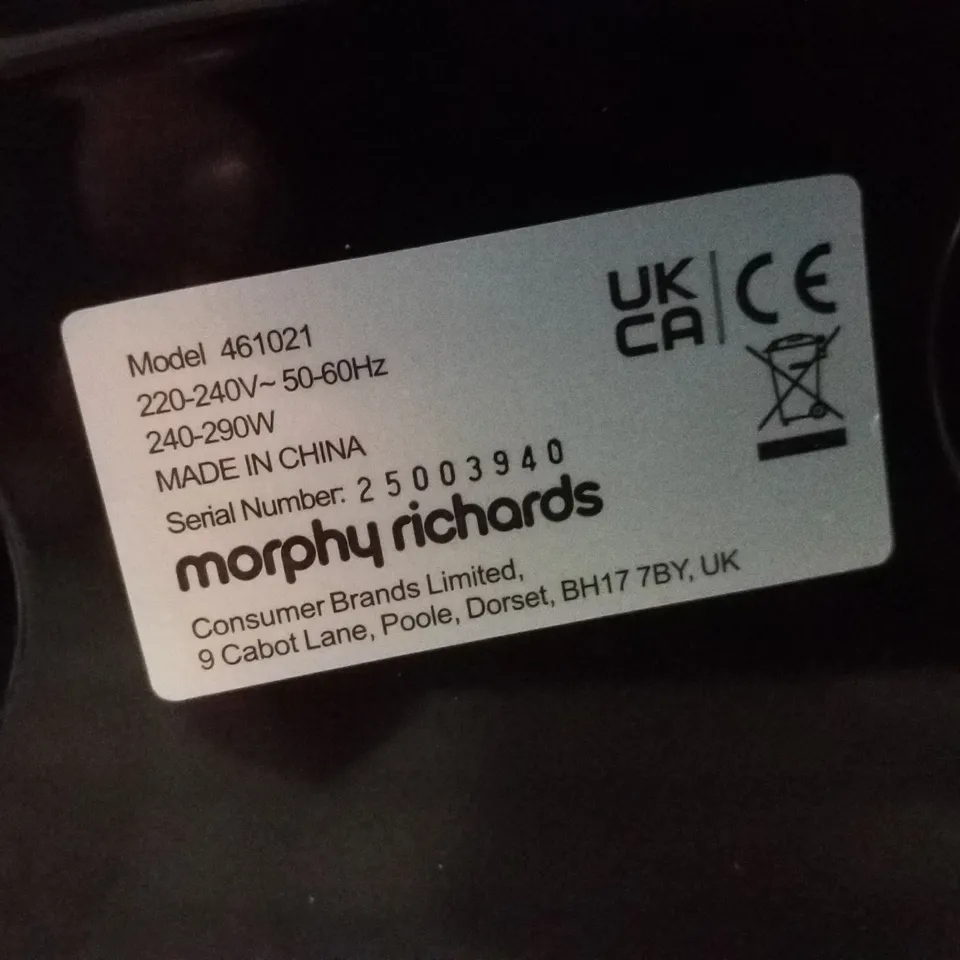 Model 461021
220-240V~ 50-60Hz
240-290W
MADE IN CHINA
Serial Number: 25003940
morphy richards
Consumer Brands Limited,
9 Cabot Lane, Poole, Dorset, BH17 7BY, UK
UK
CA
CE